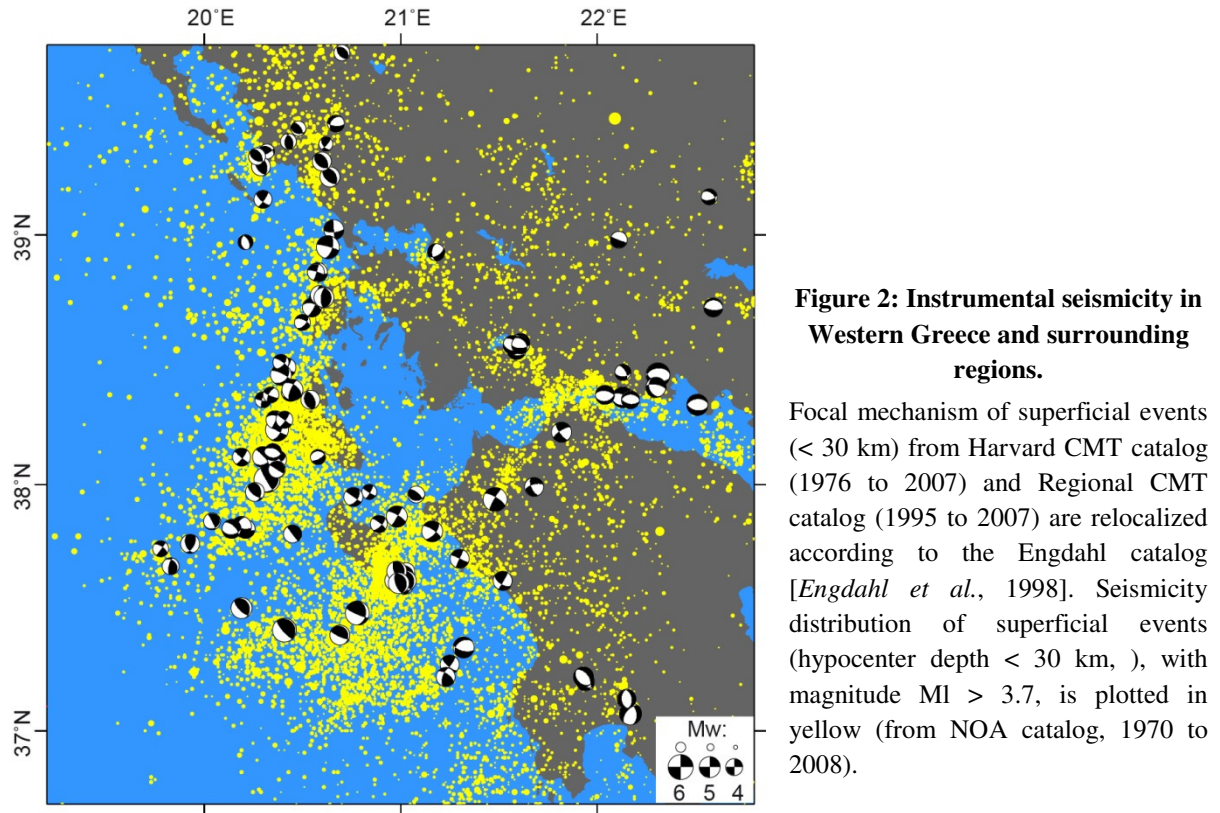 20°E 21°E 22°E
39°N
38°N
37°N
Mw:
6 5 4
Figure 2: Instrumental seismicity in
Western Greece and surrounding
regions.
Focal mechanism of superficial events
(< 30 km) from Harvard CMT catalog
(1976 to 2007) and Regional CMT
catalog (1995 to 2007) are relocalized
according to the Engdahl catalog
[Engdahl et al., 1998]. Seismicity
distribution of superficial events
(hypocenter depth < 30 km, ), with
magnitude Ml > 3.7, is plotted in
yellow (from NOA catalog, 1970 to
2008).